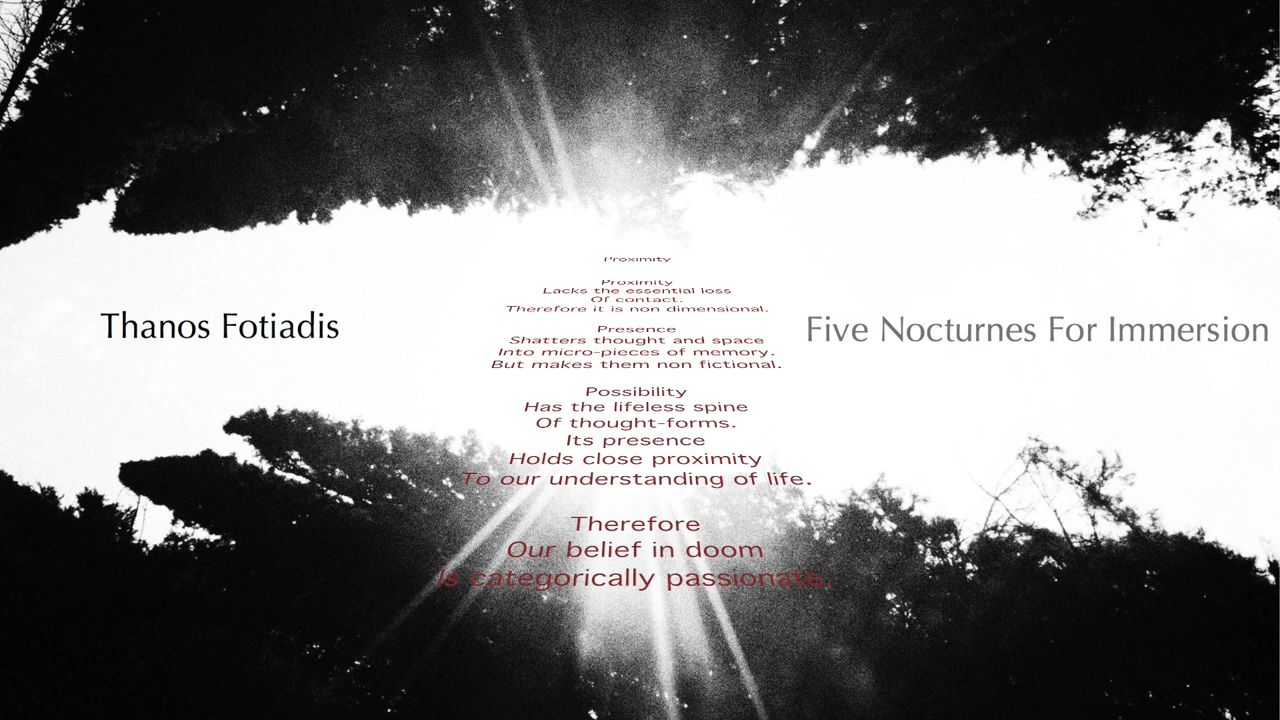 Proximity
Proximity
Lacks the essential loss
Of contact.
Therefore it is non dimensional.
Presence
Shatters thought and space
Into micro-pieces of memory.
But makes them non fictional.
Possibility
Has the lifeless spine
Of thought-forms.
Its presence
Holds close proximity
To our understanding of life.
Therefore
Our belief in doom
Is categorically passionate.
Thanos Fotiadis
Five Nocturnes For Immersion